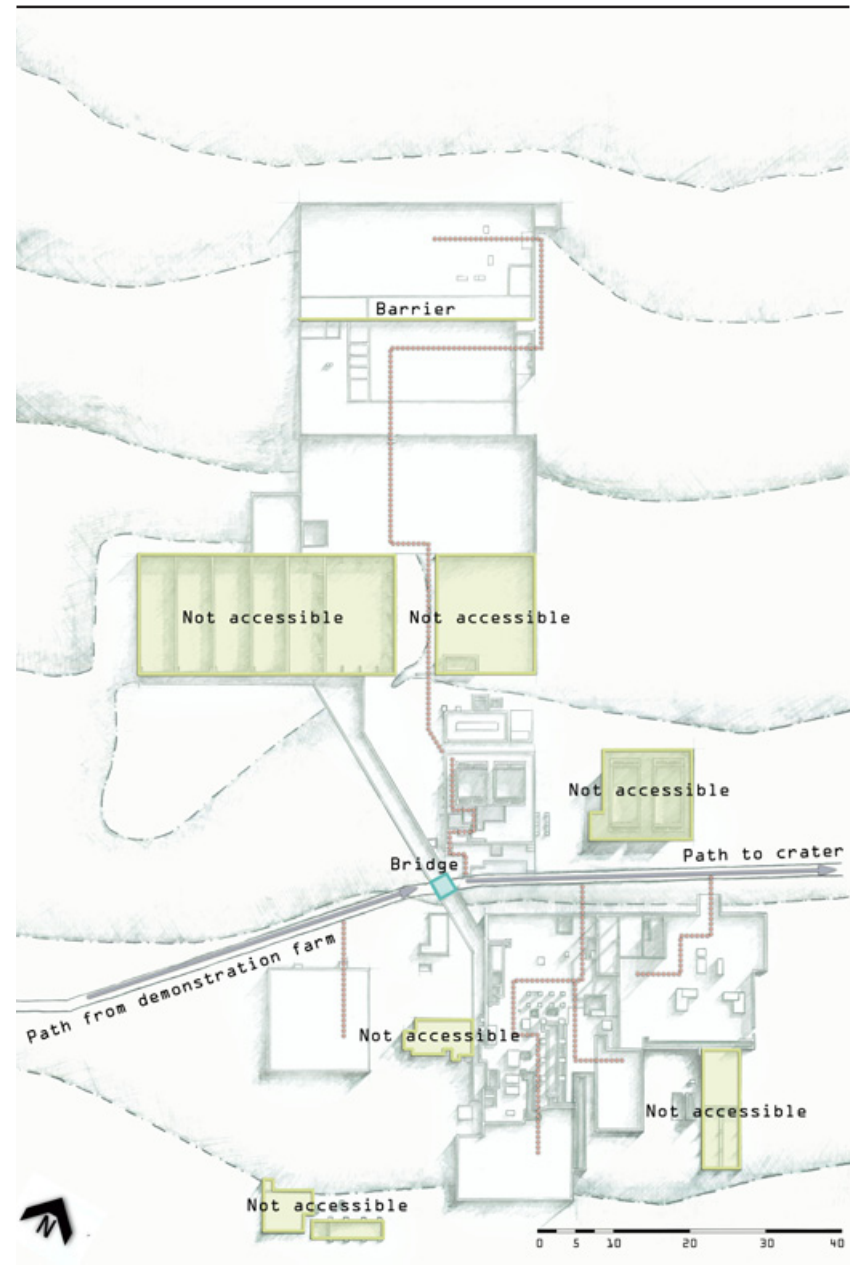 Barrier
Not accessible
Not accessible
Not accessible
Path to crater
Bridge
Path from demonstration farm
Not accessible
Not accessible
Not accessible
N
0 5 10 20 30 40